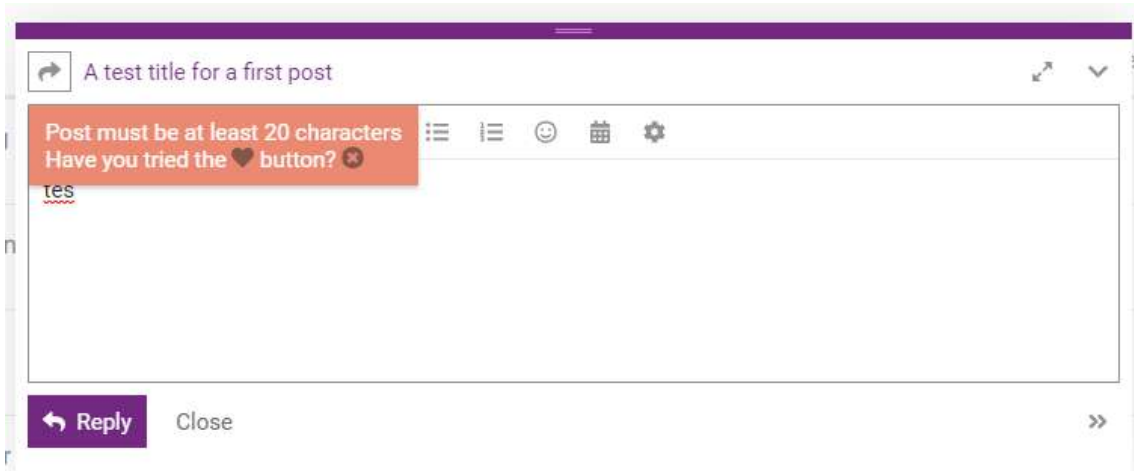 A test title for a first post
Post must be at least 20 characters
Have you tried the button?
tes
Reply Close